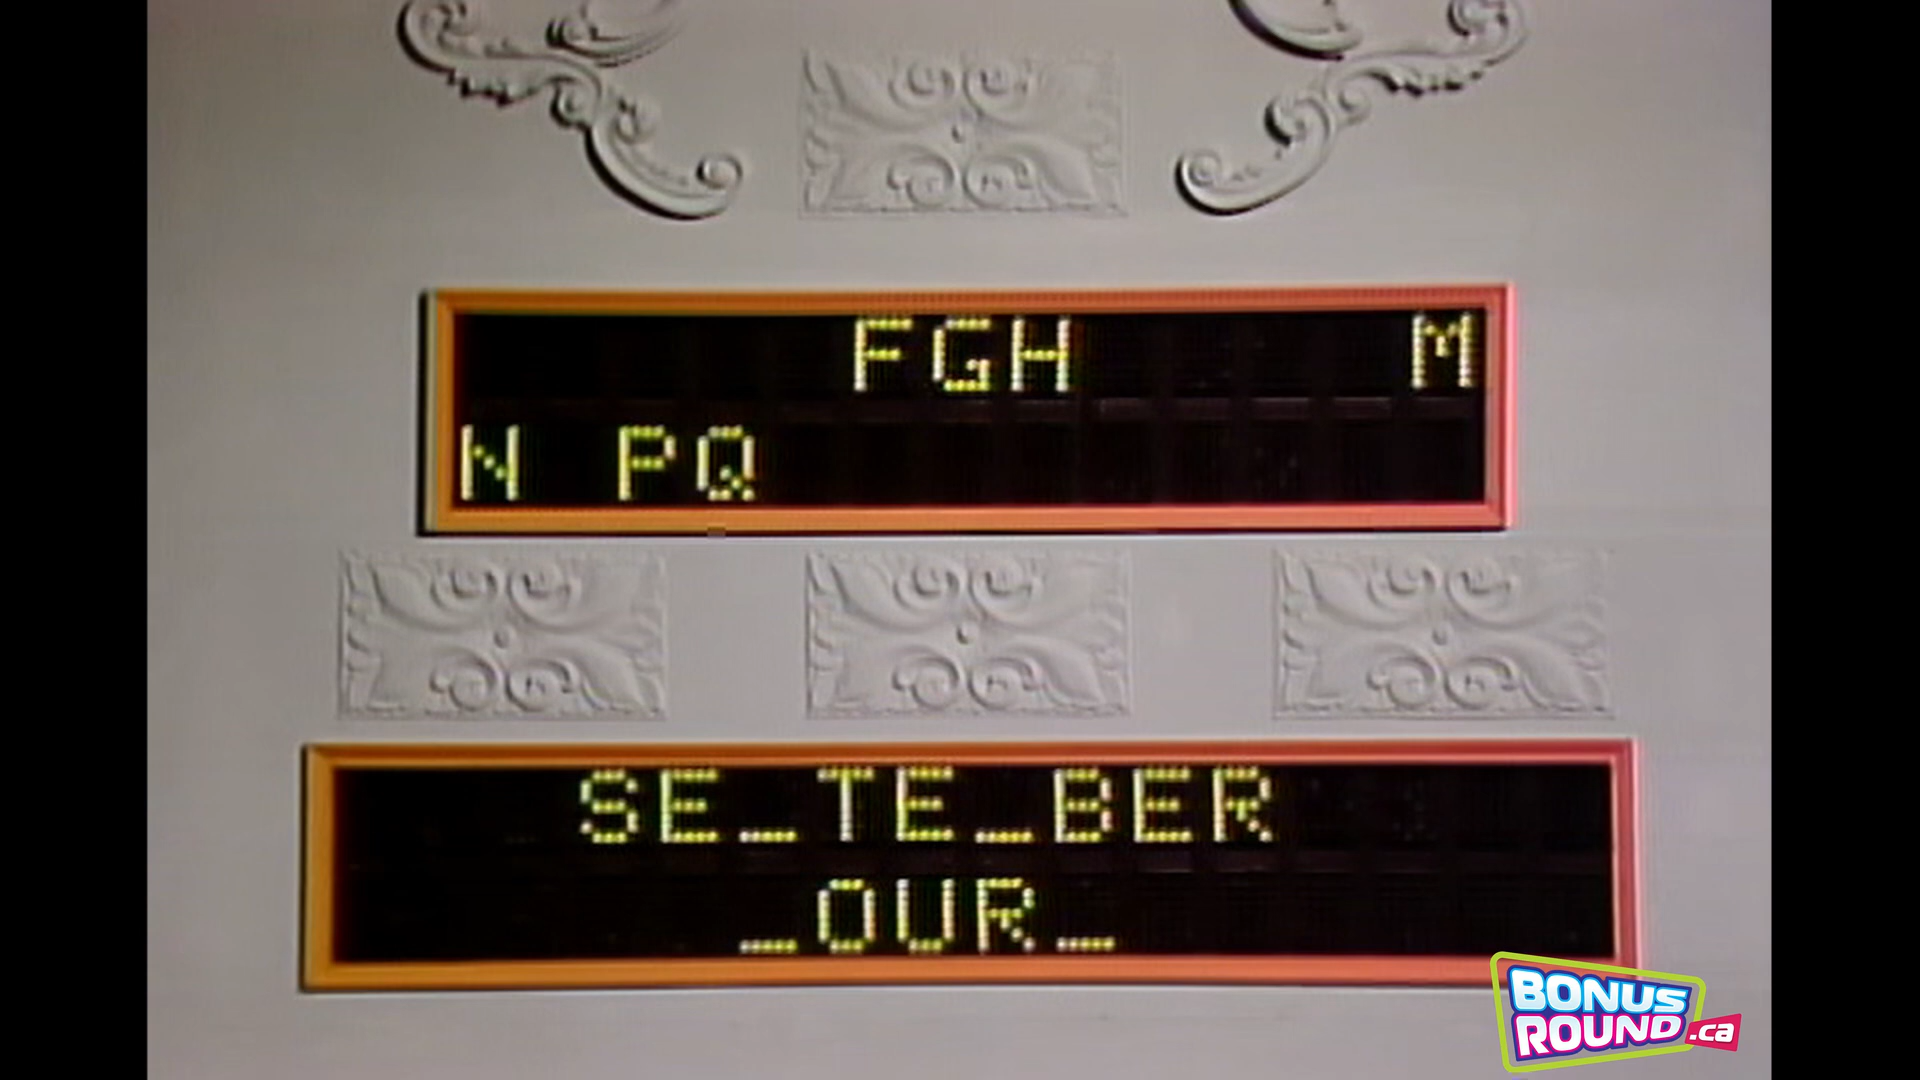 FGH M
N PQ
SE_TE_BER
_OUR_
BONUS
ROUND.ca